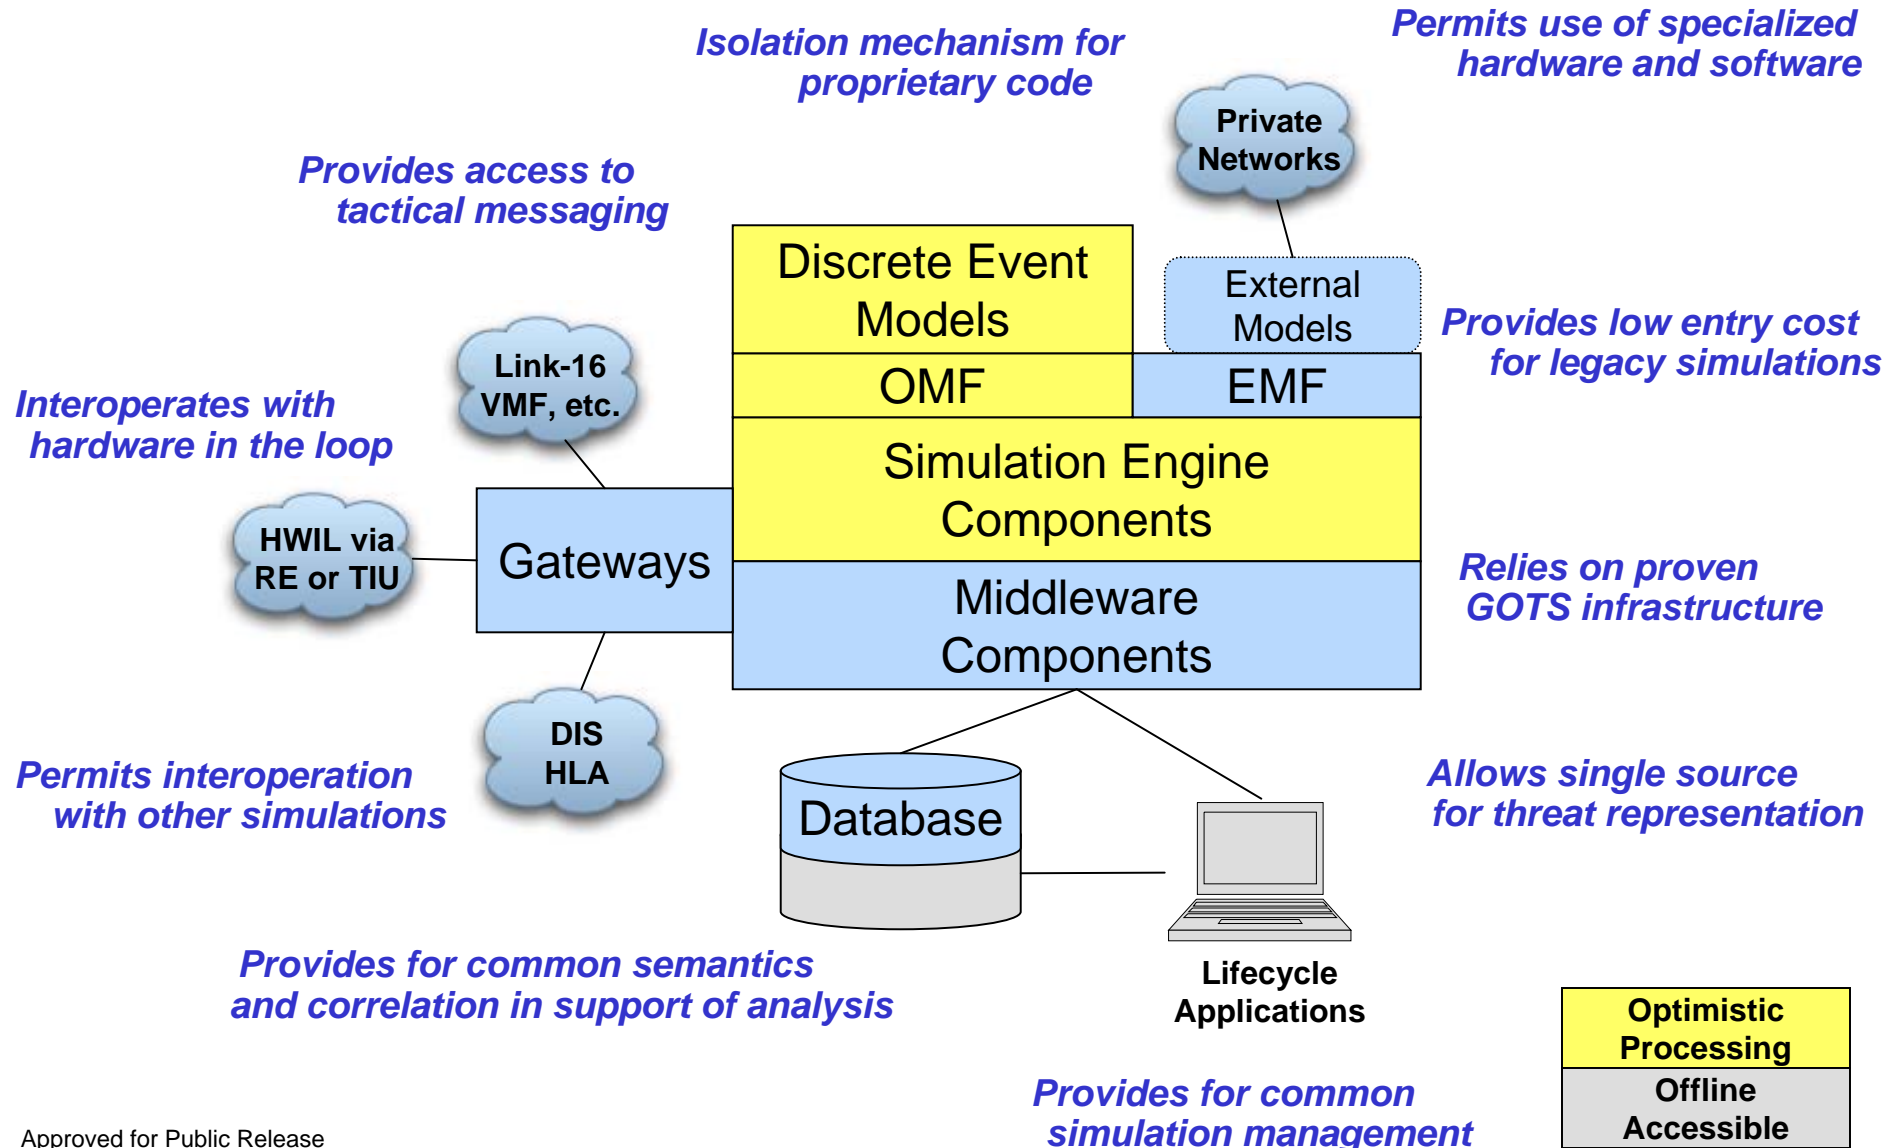 Permits use of specialized
hardware and software
Isolation mechanism for
proprietary code
Private
Networks
Provides access to
tactical messaging
Discrete Event
Models
External
Models
Provides low entry cost
for legacy simulations
Link-16
VMF, etc.
OMF
EMF
Interoperates with
hardware in the loop
Simulation Engine
Components
HWIL via
RE or TIU
Gateways
Relies on proven
GOTS infrastructure
Middleware
Components
DIS
HLA
Permits interoperation
with other simulations
Database
Allows single source
for threat representation
Provides for common semantics
and correlation in support of analysis
Lifecycle
Applications
Optimistic
Processing
Offline
Accessible
Provides for common
simulation management
Approved for Public Release